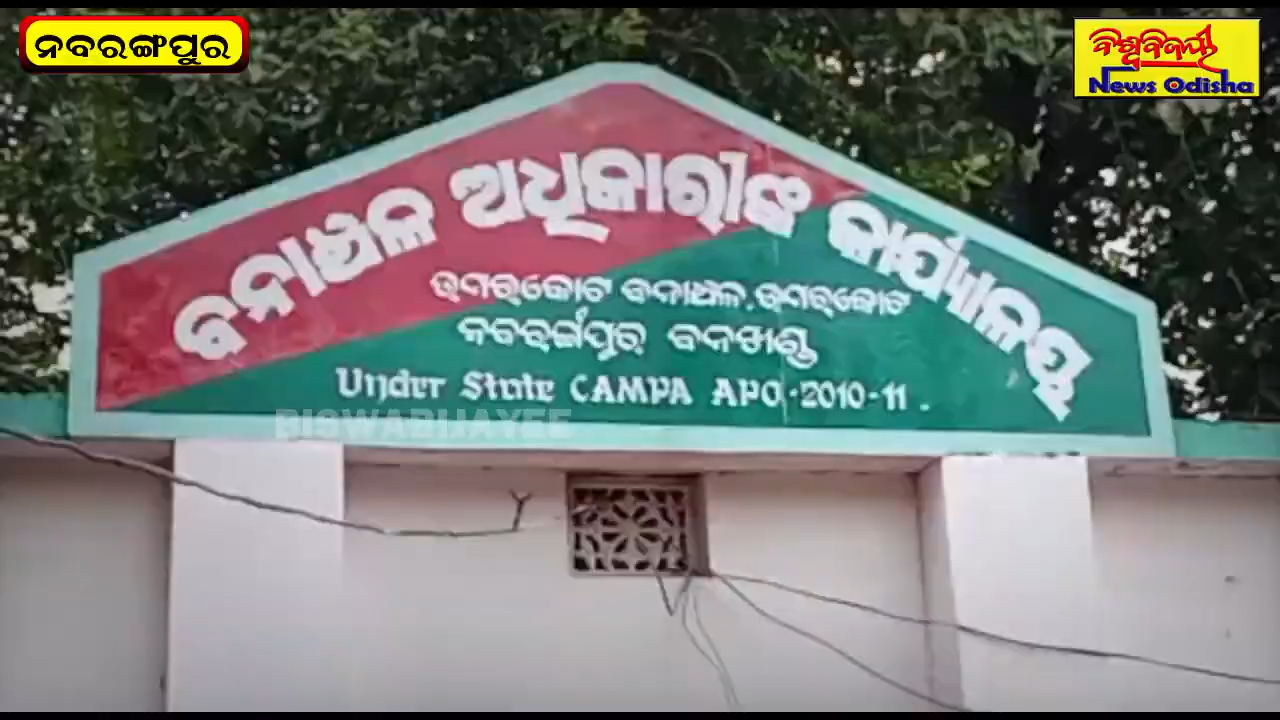 ନବରଙ୍ଗପୁର
ବିଶ୍ୱବିଜୟୀ
News Odisha
ବନାଞ୍ଚଳ ଅଧିକାରୀଙ୍କ କାର୍ଯ୍ୟାଳୟ
ଉମରକୋଟ ବନାଞ୍ଚଳ, ଉମରକୋଟ
ନବରଙ୍ଗପୁର ବନଖଣ୍ଡ
Under State CAMPA APO-2010-11.
BISWABIJAYEE